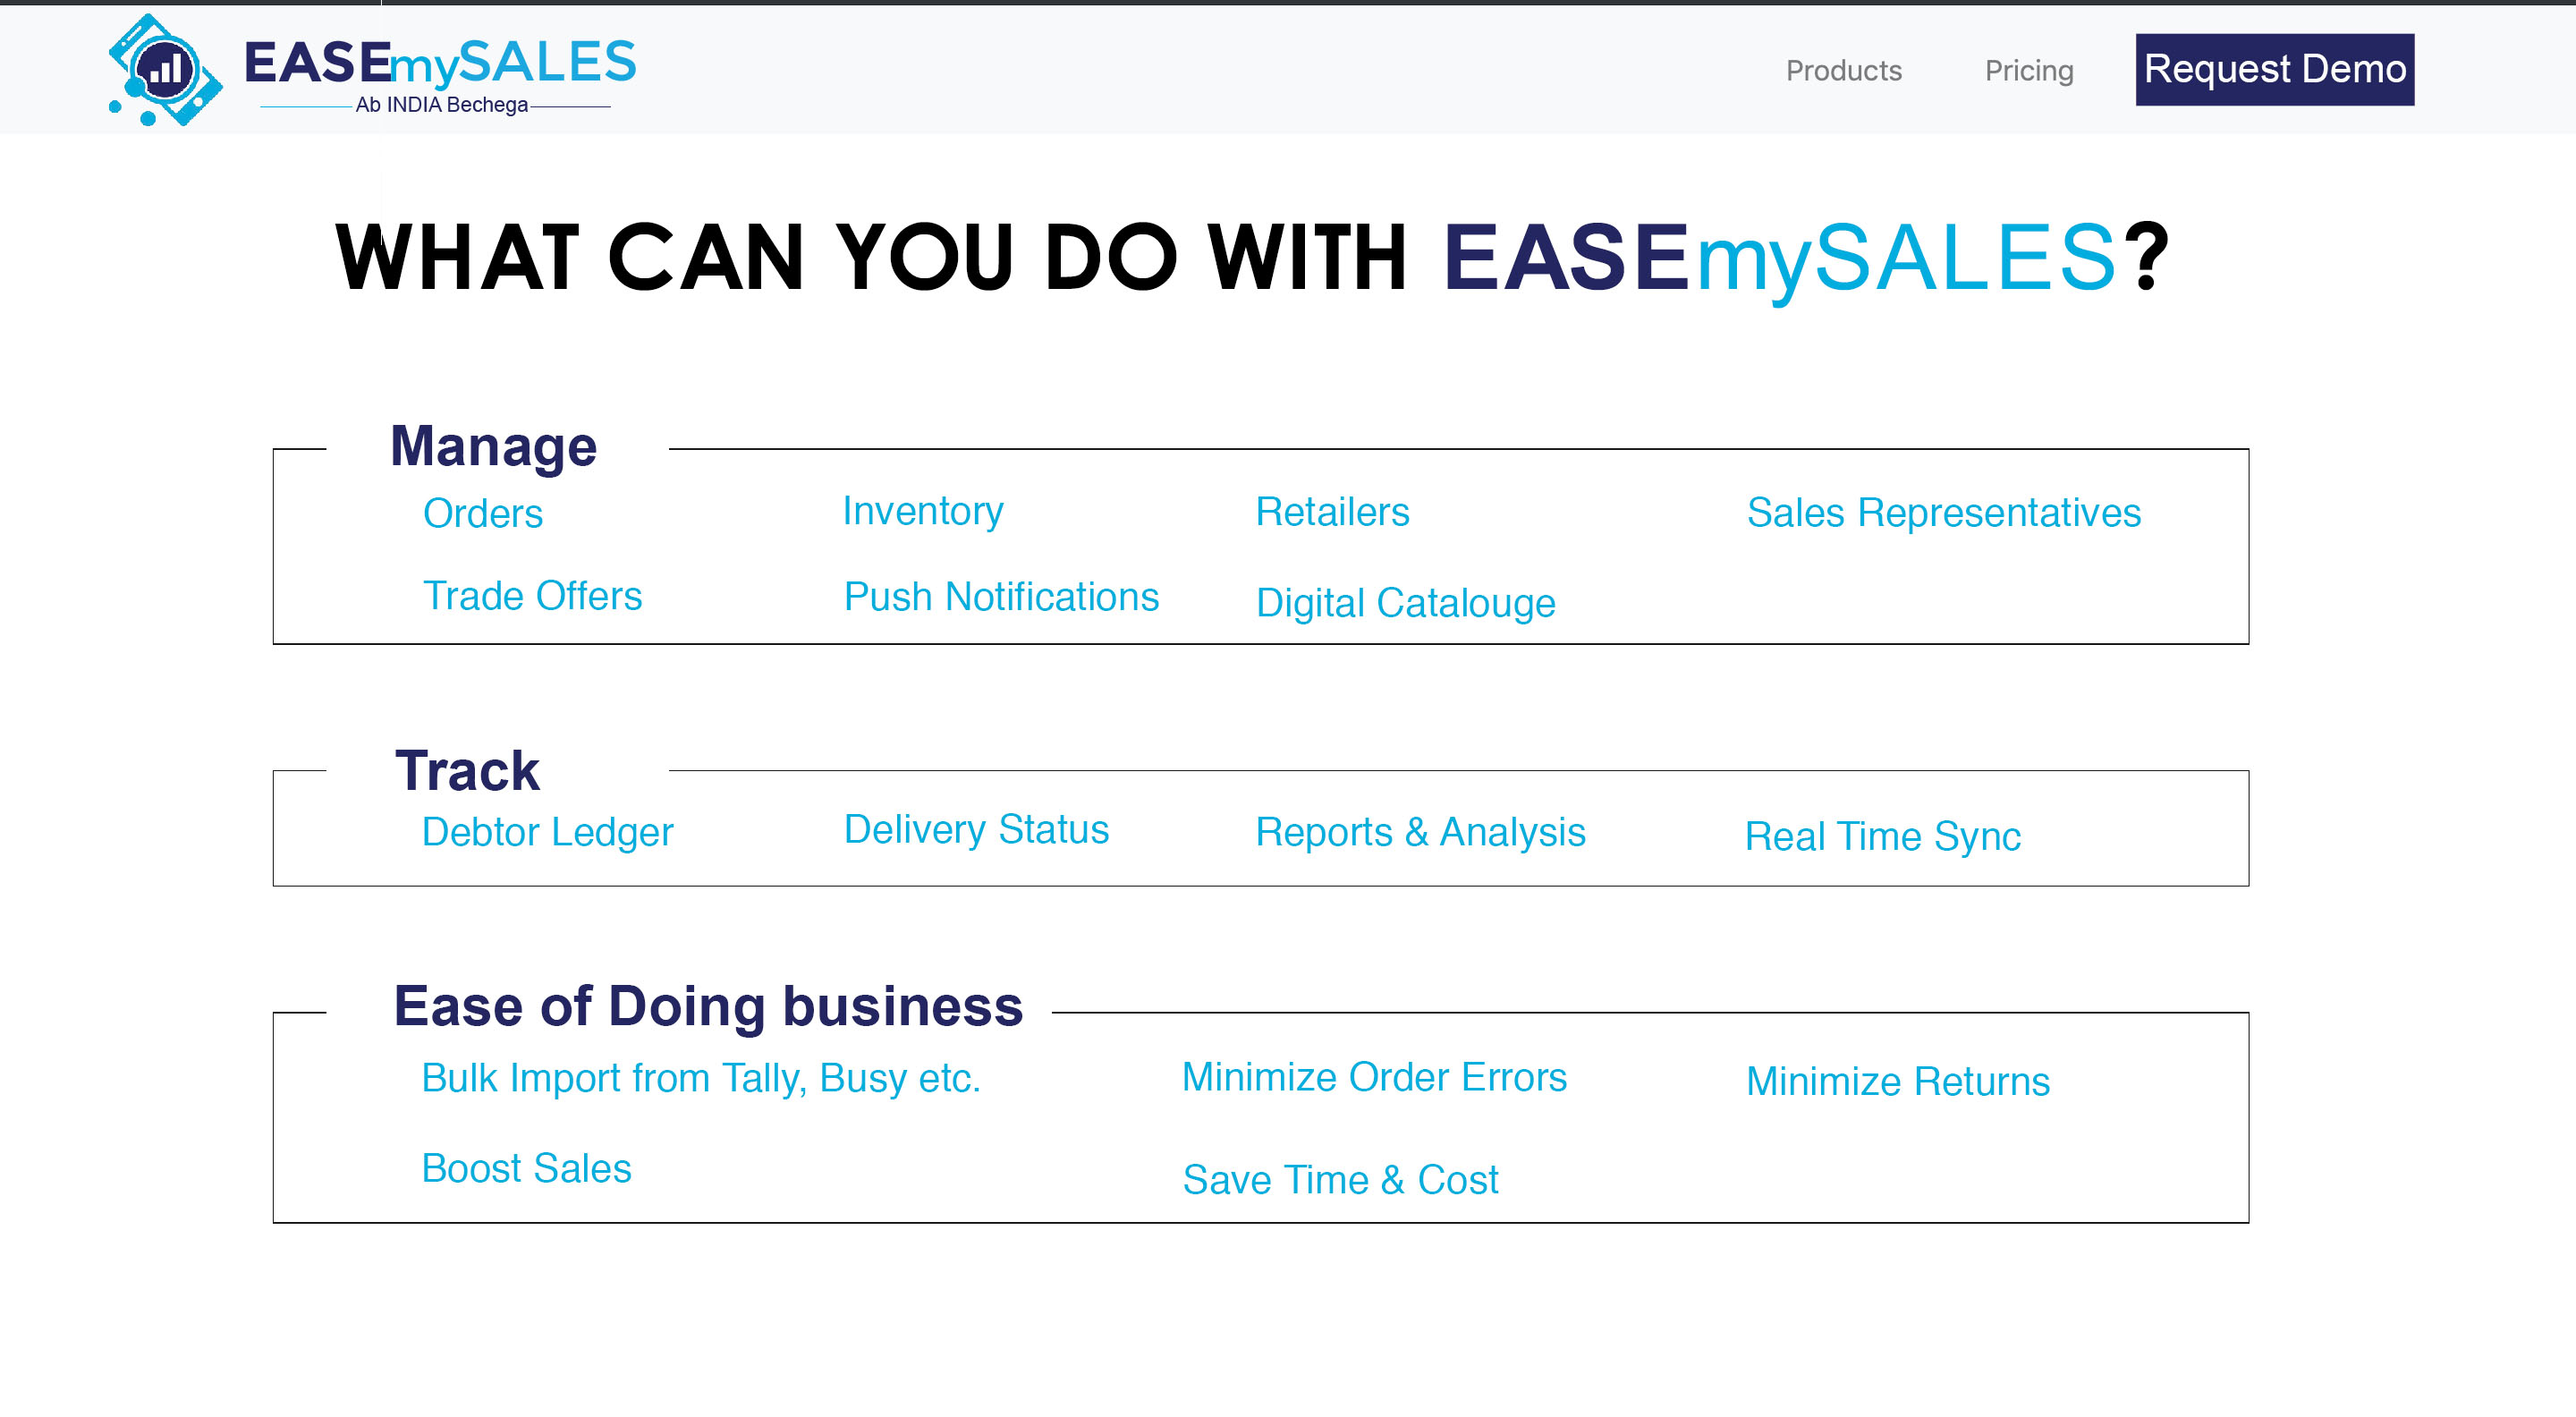 EASEmySALES
Ab INDIA Bechega
Products Pricing Request Demo
WHAT CAN YOU DO WITH EASEmySALES?
Manage
Orders Inventory Retailers Sales Representatives
Trade Offers Push Notifications Digital Catalouge
Track
Debtor Ledger Delivery Status Reports & Analysis Real Time Sync
Ease of Doing business
Bulk Import from Tally, Busy etc. Minimize Order Errors Minimize Returns
Boost Sales Save Time & Cost